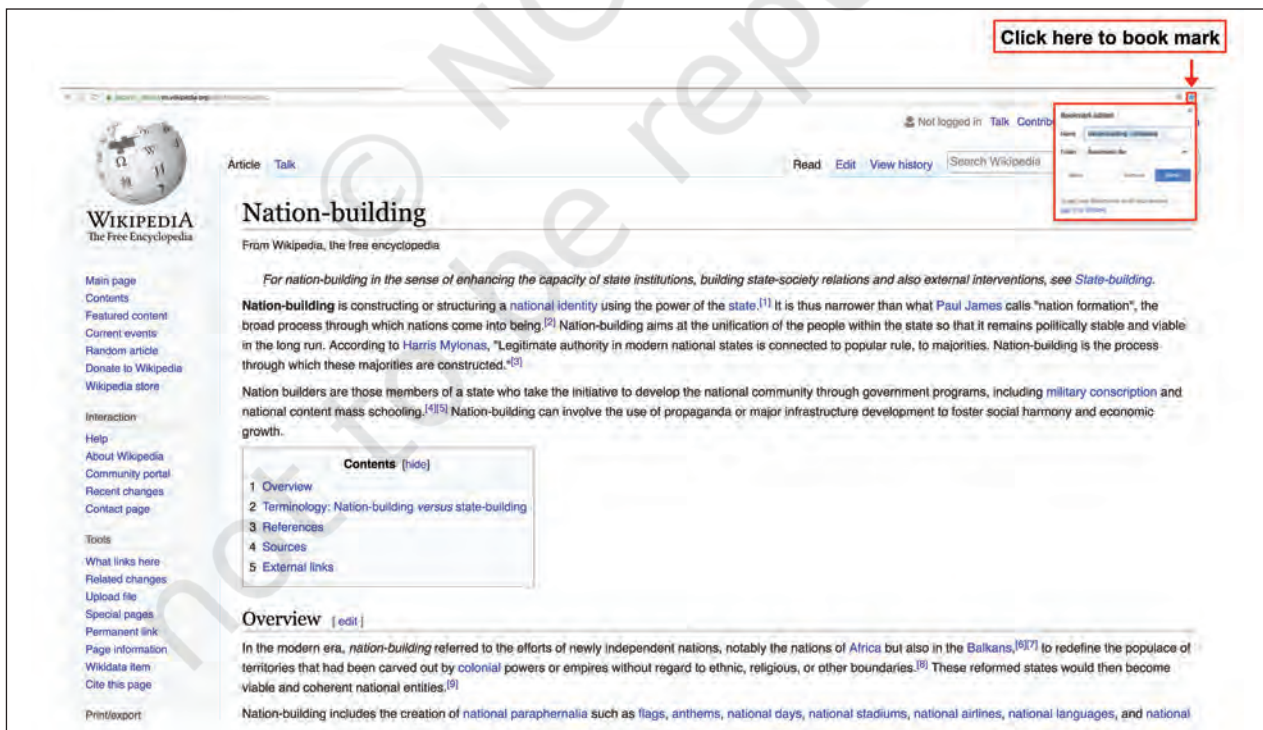 Click here to book mark
Not logged in Talk
Bookmark added
Article Talk
Read Edit View history Search Wikipedia
WIKIPEDIA
The Free Encyclopedia
Nation-building
From Wikipedia, the free encyclopedia
For nation-building in the sense of enhancing the capacity of state institutions, building state-society relations and also external interventions, see State-building.
Nation-building is constructing or structuring a national identity using the power of the state.[1] It is thus narrower than what Paul James calls "nation formation", the
broad process through which nations come into being.[2] Nation-building aims at the unification of the people within the state so that it remains politically stable and viable
in the long run. According to Harris Mylonas, "Legitimate authority in modern national states is connected to popular rule, to majorities. Nation-building is the process
through which these majorities are constructed."[3]
Nation builders are those members of a state who take the initiative to develop the national community through government programs, including military conscription and
national content mass schooling.[4][5] Nation-building can involve the use of propaganda or major infrastructure development to foster social harmony and economic
growth.
Contents [hide]
1 Overview
2 Terminology: Nation-building versus state-building
3 References
4 Sources
5 External links
Overview [edit]
In the modern era, nation-building referred to the efforts of newly independent nations, notably the nations of Africa but also in the Balkans,[6][7] to redefine the populace of
territories that had been carved out by colonial powers or empires without regard to ethnic, religious, or other boundaries.[8] These reformed states would then become
viable and coherent national entities.[9]
Nation-building includes the creation of national paraphernalia such as flags, anthems, national days, national stadiums, national airlines, national languages, and national
Main page
Contents
Featured content
Current events
Random article
Donate to Wikipedia
Wikipedia store
Interaction
Help
About Wikipedia
Community portal
Recent changes
Contact page
Tools
What links here
Related changes
Upload file
Special pages
Permanent link
Page information
Wikidata item
Cite this page
Print/export
not to be